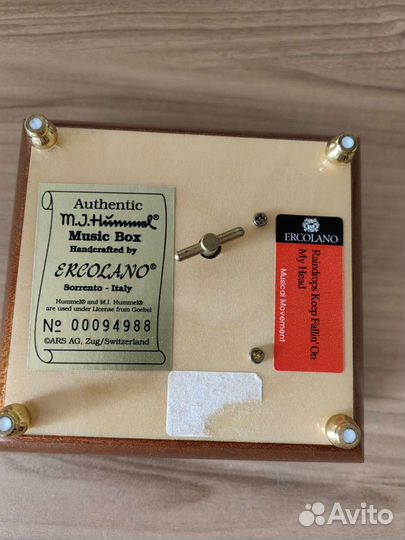 Authentic
M.J.Hümmel®
Music Box
Handcrafted by
ERCOLANO®
Sorrento - Italy
Hummel® and M.I. Hummel®
are used under License from Goebel
No 00094988
©ARS AG, Zug/Switzerland
ERCOLANO
Raindrops Keep Fallin' On
My Head
Musical Movement
Avito